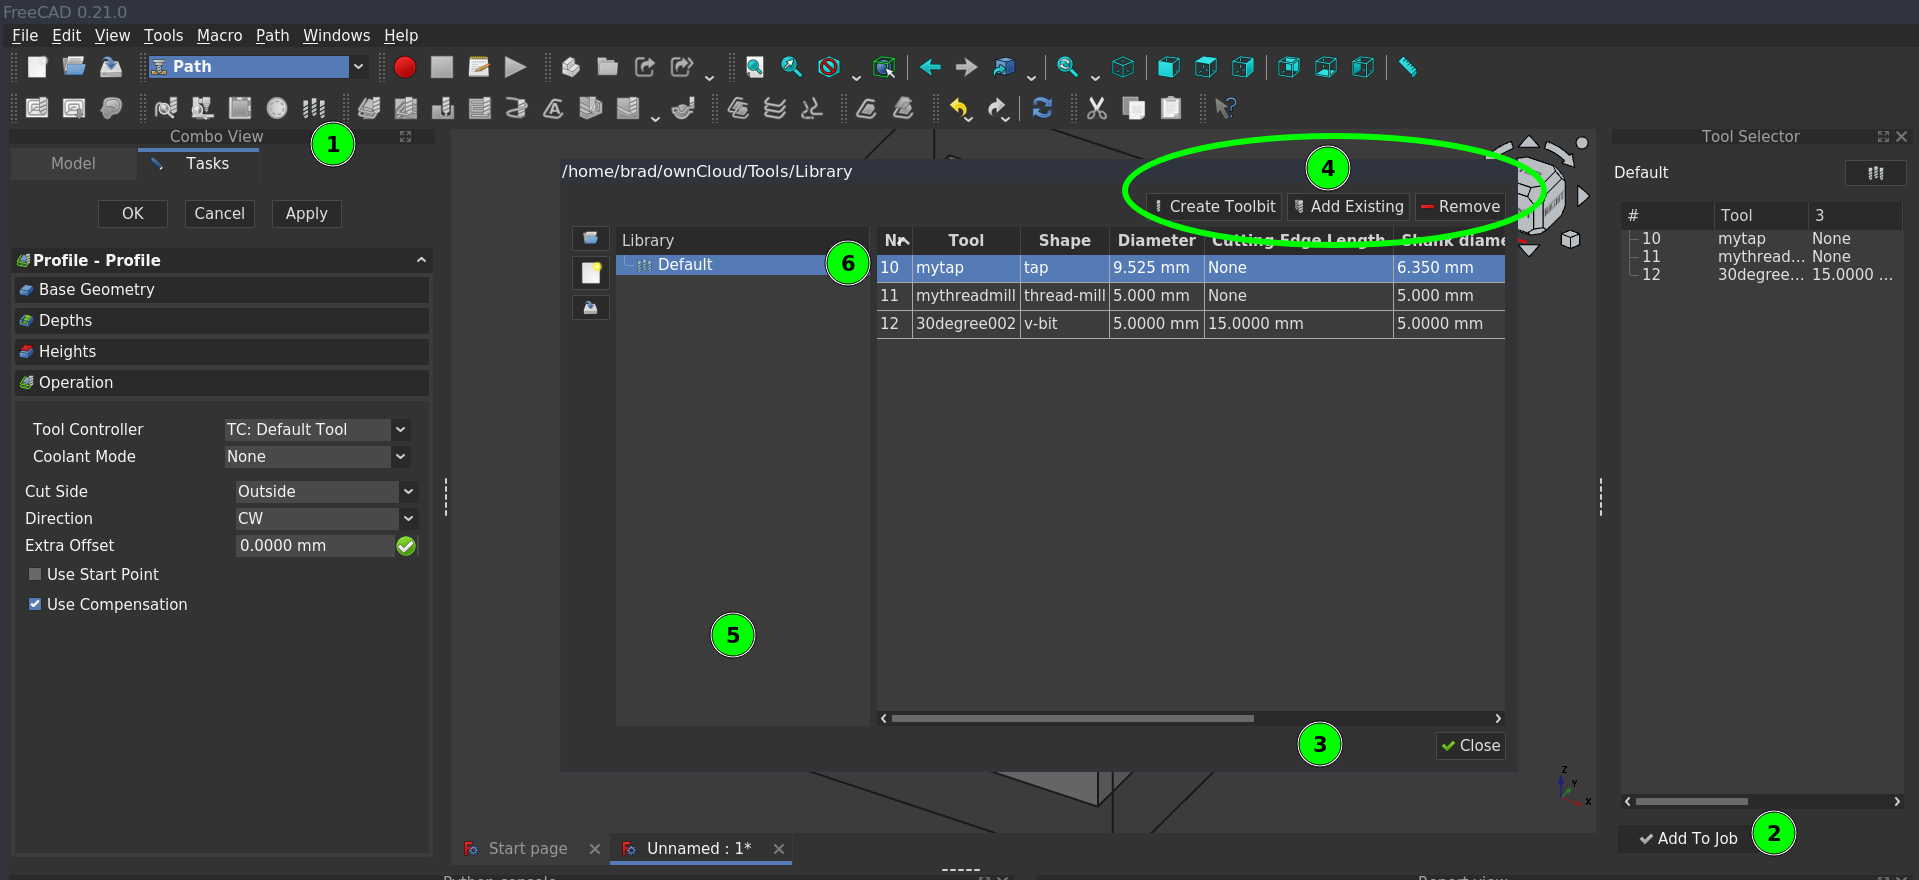 FreeCAD 0.21.0
File Edit View Tools Macro Path Windows Help
Path
Combo View
1
Model Tasks
OK Cancel Apply
Profile - Profile
Base Geometry
Depths
Heights
Operation
Tool Controller TC: Default Tool
Coolant Mode None
Cut Side Outside
Direction CW
Extra Offset 0.0000 mm
Use Start Point
Use Compensation
/home/brad/ownCloud/Tools/Library
4
Create Toolbit Add Existing Remove
Library
Default
6
5
Nr Tool Shape Diameter Cutting Edge Length Shank diame
10 mytap tap 9.525 mm None 6.350 mm
11 mythreadmill thread-mill 5.000 mm None 5.000 mm
12 30degree002 v-bit 5.0000 mm 15.0000 mm 5.0000 mm
3
Close
Z
Y
X
Start page Unnamed : 1*
Python console
Report view
Tool Selector
Default
# Tool 3
10 mytap None
11 mythread... None
12 30degree... 15.0000 ...
Add To Job
2